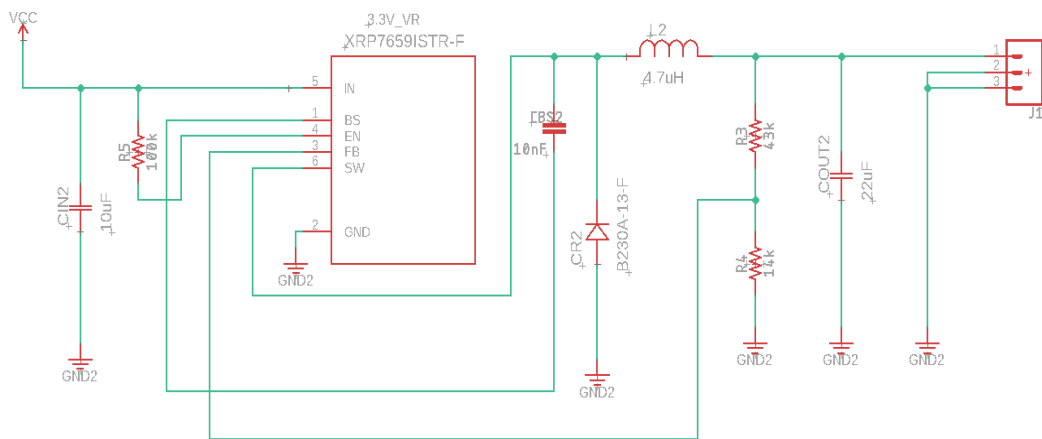 VCC
3.3V_VR
XRP7659ISTR-F
5 IN
1 BS
4 EN
3 FB
6 SW
2 GND
GND2
R5
100k
CIN2
10uF
GND2
CBS2
10nF
CR2
B230A-13-F
GND2
L2
4.7uH
R3
43k
R4
14k
GND2
COUT2
22uF
GND2
1
2
3
J1
GND2